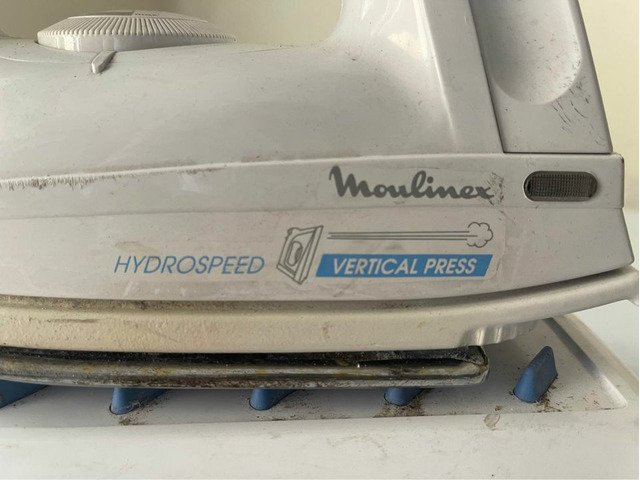 Moulinex
HYDROSPEED VERTICAL PRESS